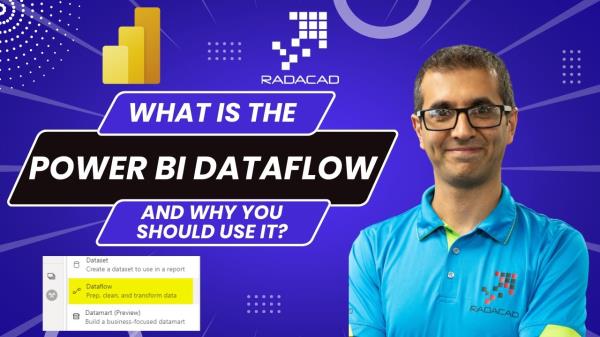 RADACAD
WHAT IS THE
POWER BI DATAFLOW
AND WHY YOU
SHOULD USE IT?
Dataset
Create a dataset to use in a report
Dataflow
Prep, clean, and transform data
Datamart (Preview)
Build a business-focused datamart
RADACAD